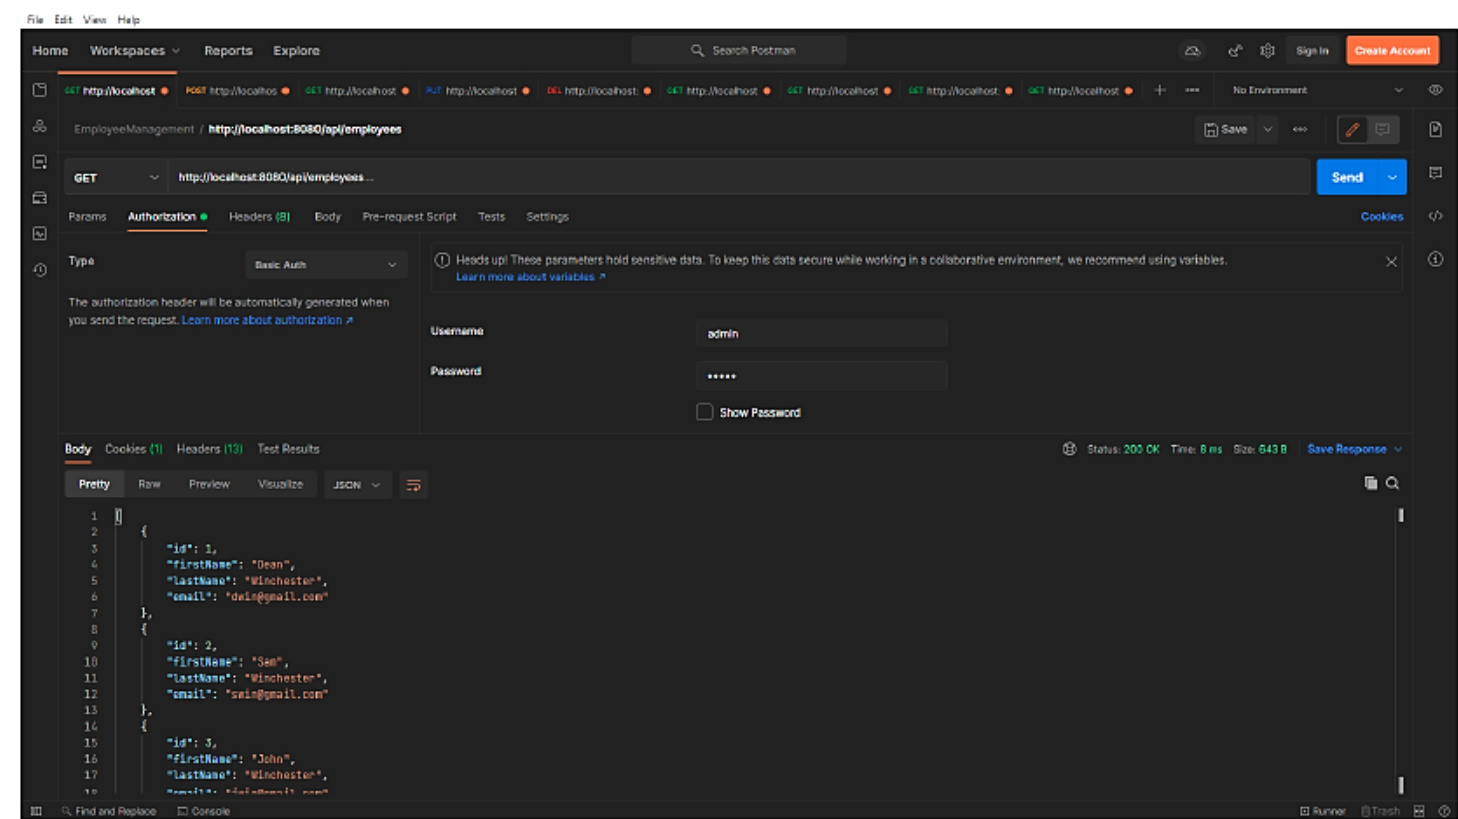 File Edit View Help
Home Workspaces Reports Explore Search Postman Sign In Create Account
GET http://localhost POST http://localhos GET http://localhost PUT http://localhost DEL http://localhost: GET http://localhost GET http://localhost GET http://localhost: GET http://localhost No Environment
EmployeeManagement / http://localhost:8080/api/employees Save
GET http://localhost:8080/api/employees... Send
Params Authorization Headers (8) Body Pre-request Script Tests Settings Cookies
Type Basic Auth
The authorization header will be automatically generated when
you send the request. Learn more about authorization ↗
Heads up! These parameters hold sensitive data. To keep this data secure while working in a collaborative environment, we recommend using variables.
Learn more about variables ↗
Username admin
Password •••••
Show Password
Body Cookies (1) Headers (13) Test Results Status: 200 OK Time: 8 ms Size: 643 B Save Response
Pretty Raw Preview Visualize JSON
1 [
2 {
3 "id": 1,
4 "firstName": "Dean",
5 "lastName": "Winchester",
6 "email": "dwin@gmail.com"
7 },
8 {
9 "id": 2,
10 "firstName": "Sam",
11 "lastName": "Winchester",
12 "email": "swin@gmail.com"
13 },
14 {
15 "id": 3,
16 "firstName": "John",
17 "lastName": "Winchester",
18 "email":
Find and Replace Console Runner Trash